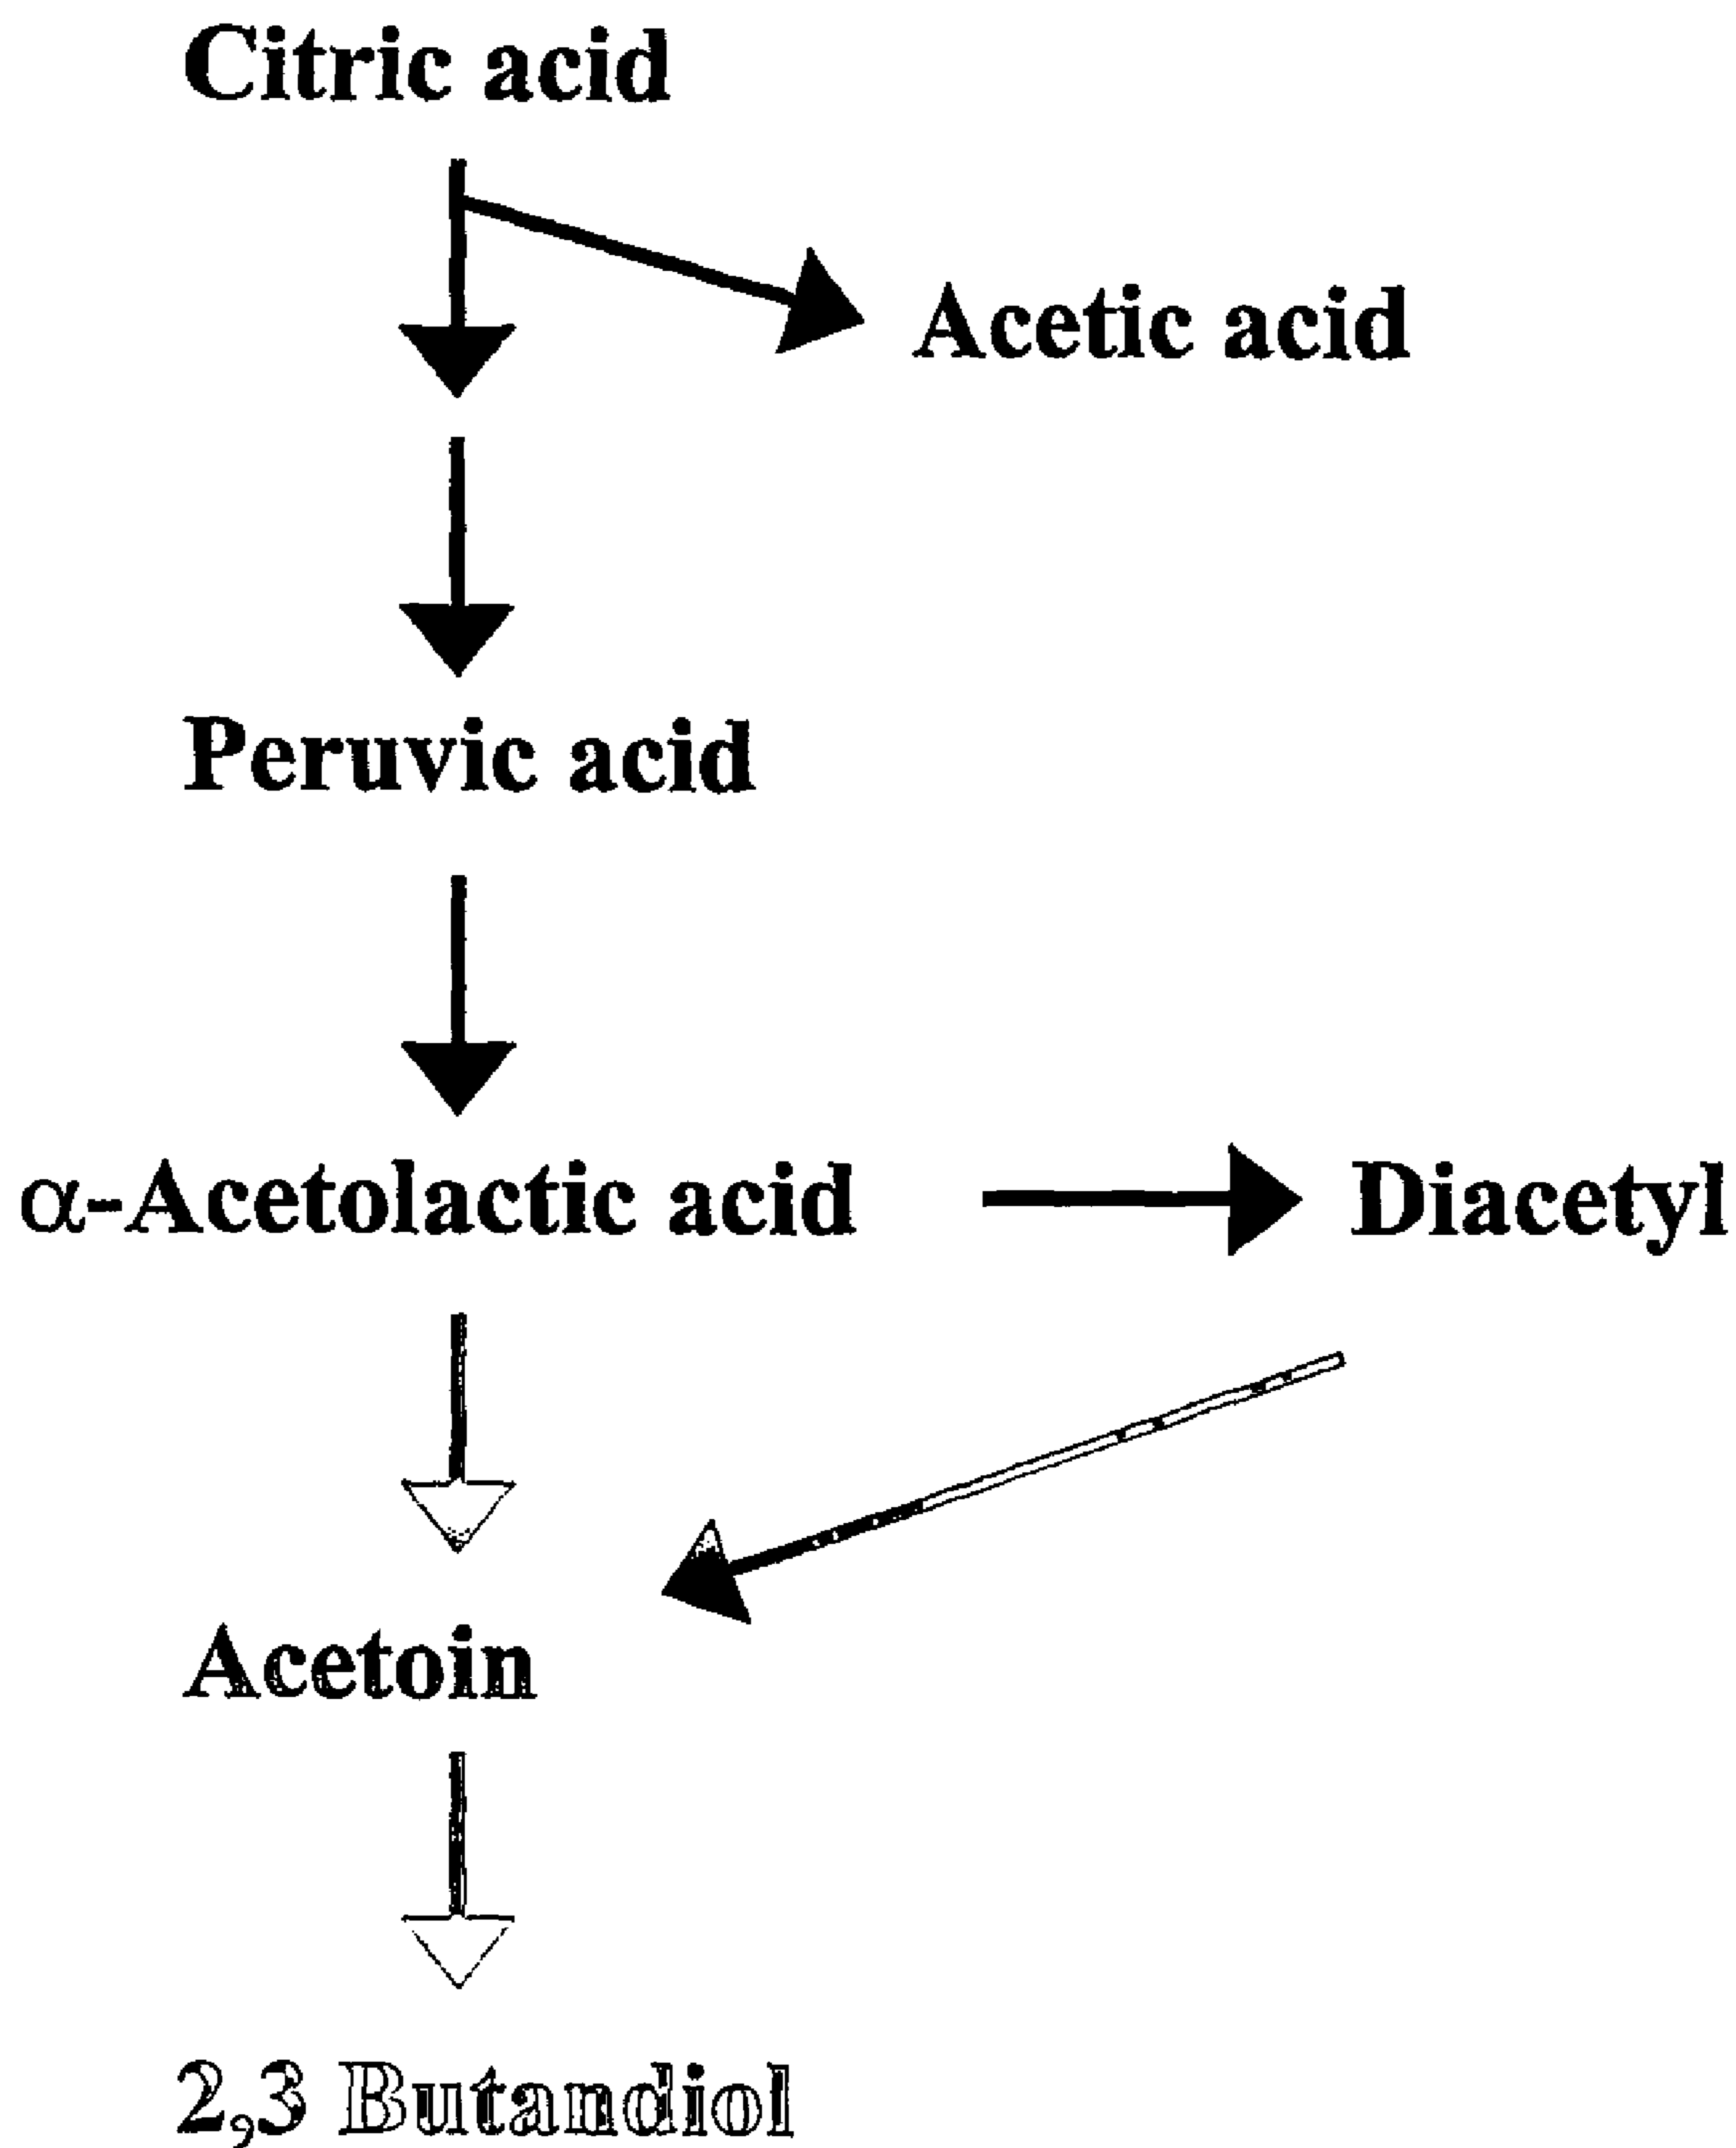 Citric acid
Acetic acid
Peruvic acid
α-Acetolactic acid
Diacetyl
Acetoin
2,3 Butandiol